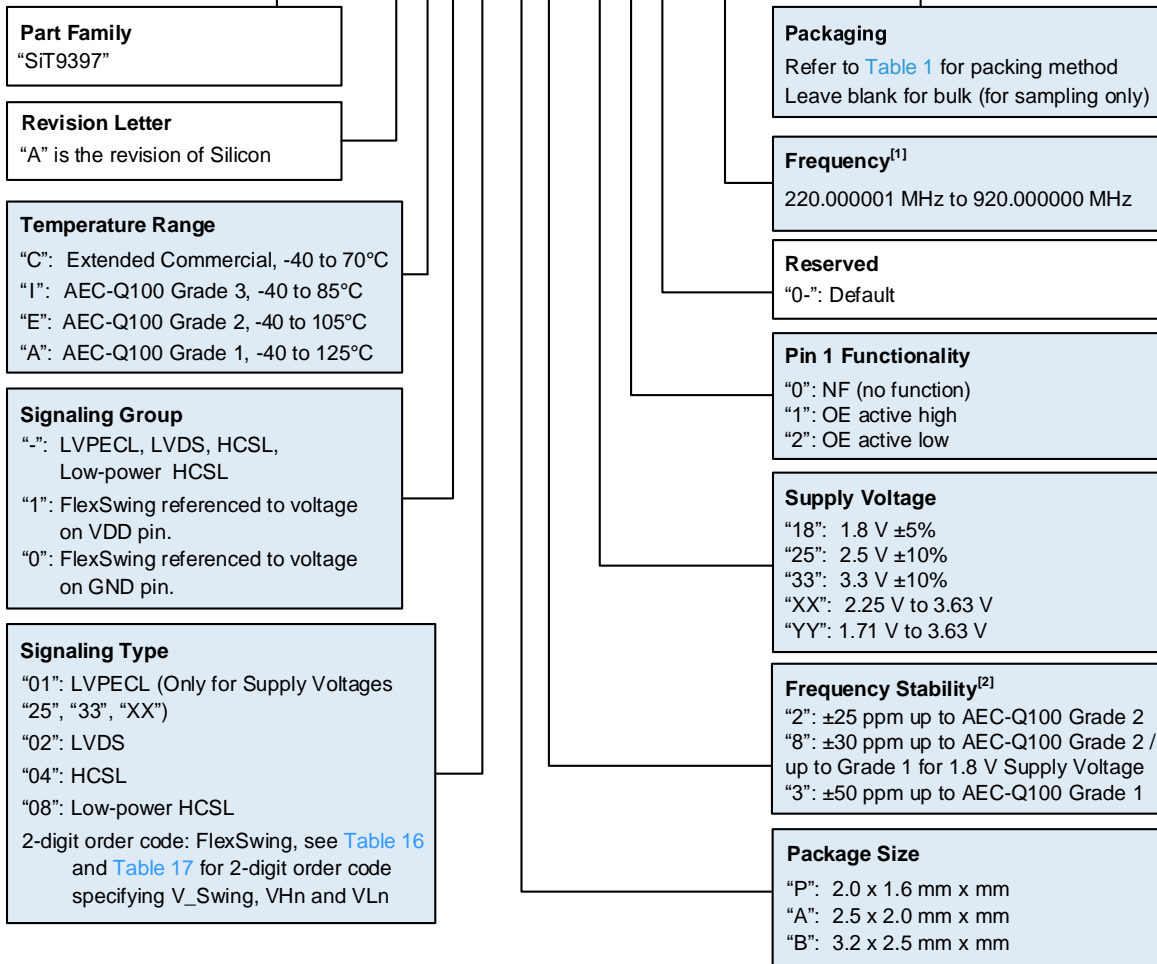 Part Family
“SiT9397”
Revision Letter
“A” is the revision of Silicon
Temperature Range
“C”: Extended Commercial, -40 to 70°C
“I”: AEC-Q100 Grade 3, -40 to 85°C
“E”: AEC-Q100 Grade 2, -40 to 105°C
“A”: AEC-Q100 Grade 1, -40 to 125°C
Signaling Group
“-”: LVPECL, LVDS, HCSL,
Low-power HCSL
“1”: FlexSwing referenced to voltage
on VDD pin.
“0”: FlexSwing referenced to voltage
on GND pin.
Signaling Type
“01”: LVPECL (Only for Supply Voltages
“25”, “33”, “XX”)
“02”: LVDS
“04”: HCSL
“08”: Low-power HCSL
2-digit order code: FlexSwing, see Table 16
and Table 17 for 2-digit order code
specifying V_Swing, VHn and VLn
Packaging
Refer to Table 1 for packing method
Leave blank for bulk (for sampling only)
Frequency[1]
220.000001 MHz to 920.000000 MHz
Reserved
“0-”: Default
Pin 1 Functionality
“0”: NF (no function)
“1”: OE active high
“2”: OE active low
Supply Voltage
“18”: 1.8 V ±5%
“25”: 2.5 V ±10%
“33”: 3.3 V ±10%
“XX”: 2.25 V to 3.63 V
“YY”: 1.71 V to 3.63 V
Frequency Stability[2]
“2”: ±25 ppm up to AEC-Q100 Grade 2
“8”: ±30 ppm up to AEC-Q100 Grade 2 /
up to Grade 1 for 1.8 V Supply Voltage
“3”: ±50 ppm up to AEC-Q100 Grade 1
Package Size
“P”: 2.0 x 1.6 mm x mm
“A”: 2.5 x 2.0 mm x mm
“B”: 3.2 x 2.5 mm x mm